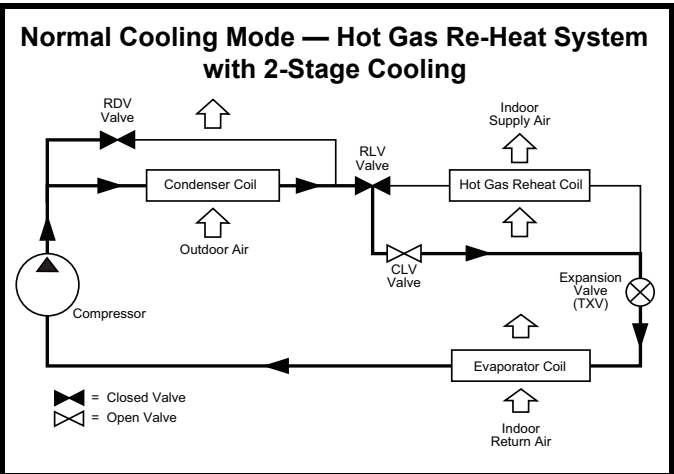 Normal Cooling Mode — Hot Gas Re-Heat System
with 2-Stage Cooling
RDV
Valve
Indoor
Supply Air
RLV
Valve
Condenser Coil
Hot Gas Reheat Coil
Outdoor Air
CLV
Valve
Expansion
Valve
(TXV)
Compressor
Evaporator Coil
= Closed Valve
= Open Valve
Indoor
Return Air